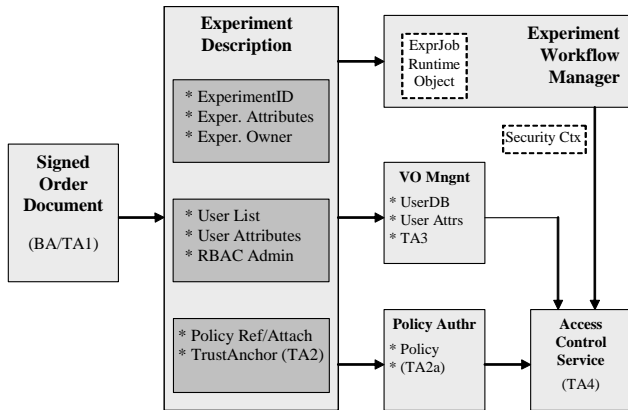 Experiment
Description
* ExperimentID
* Exper. Attributes
* Exper. Owner
* User List
* User Attributes
* RBAC Admin
* Policy Ref/Attach
* TrustAnchor (TA2)
Signed
Order
Document
(BA/TA1)
ExprJob
Runtime
Object
Experiment
Workflow
Manager
Security Ctx
VO Mngnt
* UserDB
* User Attrs
* TA3
Policy Authr
* Policy
* (TA2a)
Access
Control
Service
(TA4)